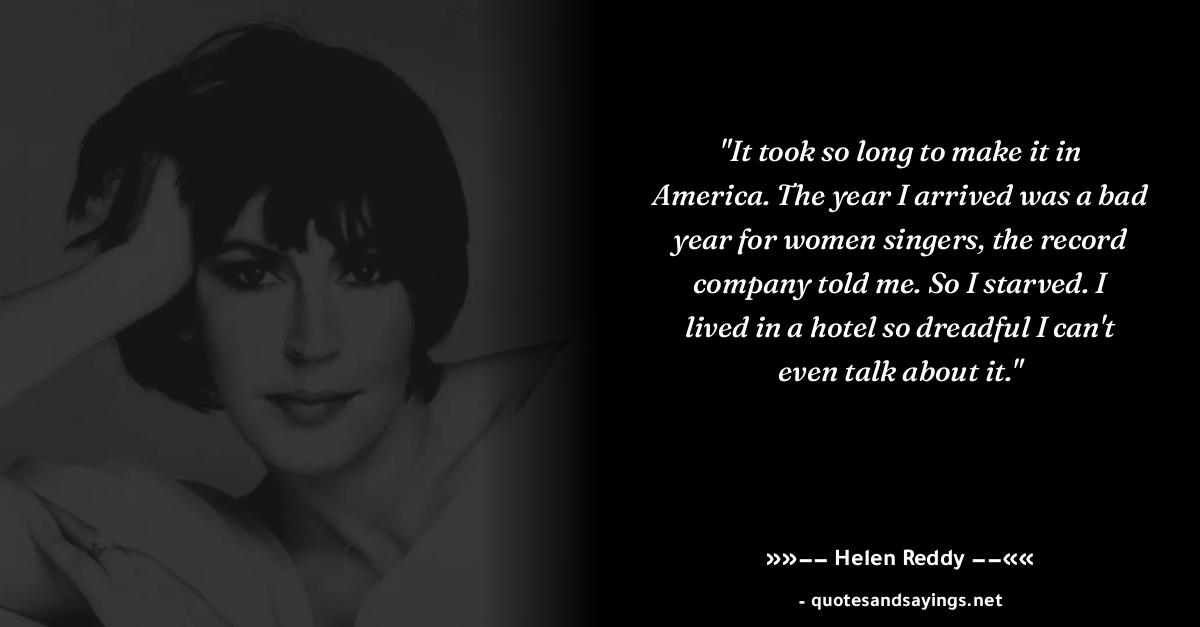 "It took so long to make it in
America. The year I arrived was a bad
year for women singers, the record
company told me. So I starved. I
lived in a hotel so dreadful I can't
even talk about it."
»»−− Helen Reddy −−««
- quotesandsayings.net